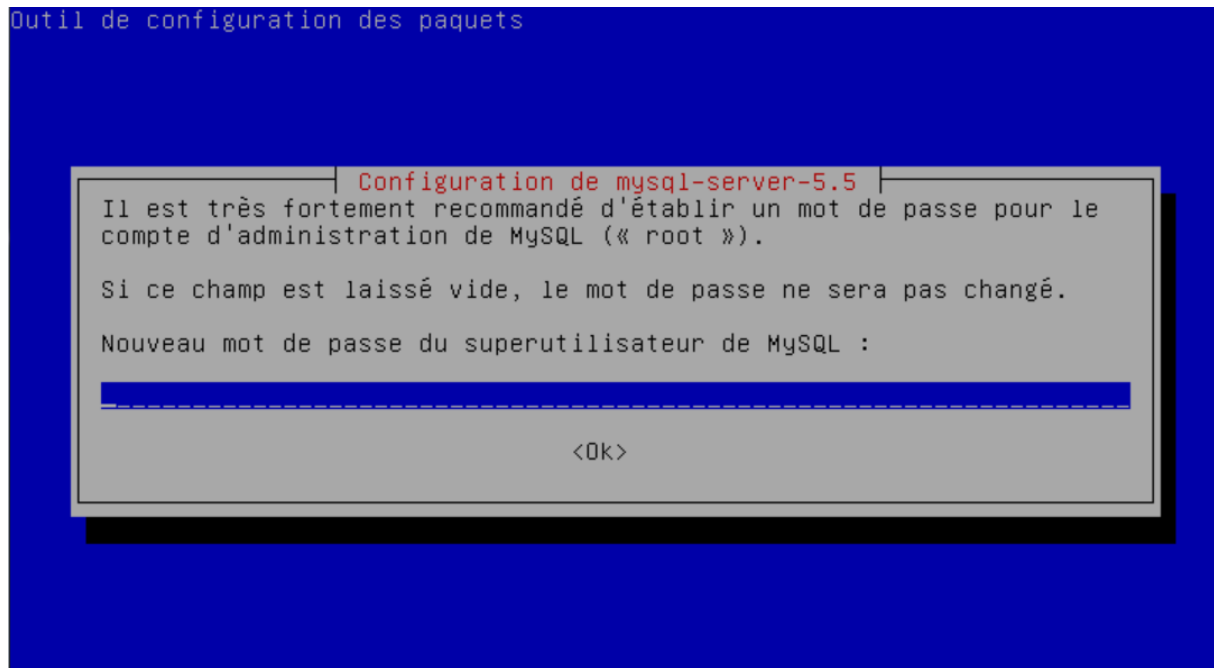 Outil de configuration des paquets
Configuration de mysql-server-5.5
Il est très fortement recommandé d'établir un mot de passe pour le
compte d'administration de MySQL (« root »).
Si ce champ est laissé vide, le mot de passe ne sera pas changé.
Nouveau mot de passe du superutilisateur de MySQL :
<Ok>